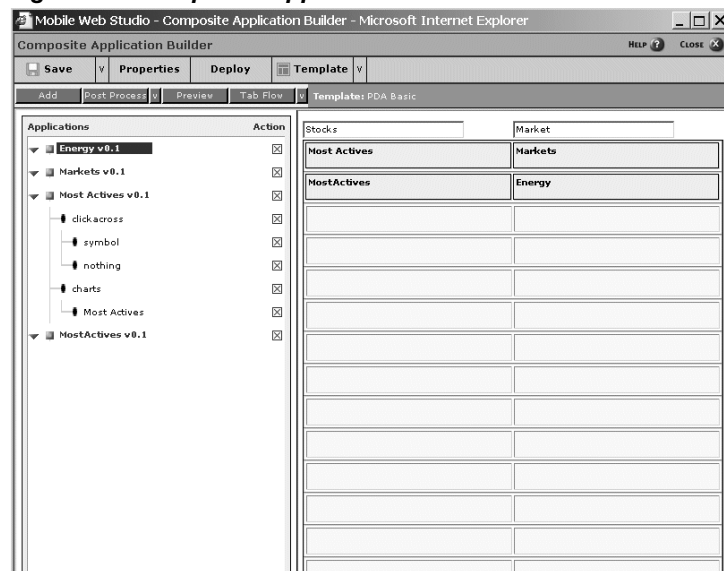 Mobile Web Studio - Composite Application Builder - Microsoft Internet Explorer
Composite Application Builder HELP ? CLOSE X
Save v Properties Deploy Template v
Add Post Process v Preview Tab Flow v Template: PDA Basic
Applications Action
Energy v0.1
Markets v0.1
Most Actives v0.1
clickacross
symbol
nothing
charts
Most Actives
MostActives v0.1
Stocks Market
Most Actives Markets
MostActives Energy